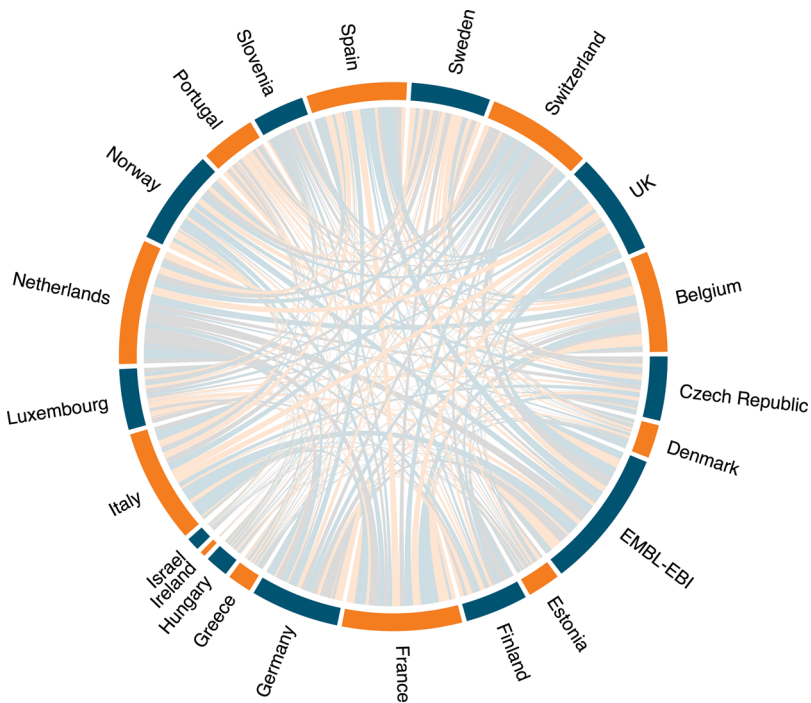 Spain
Sweden
Switzerland
UK
Belgium
Czech Republic
Denmark
EMBL-EBI
Estonia
Finland
France
Germany
Greece
Hungary
Ireland
Israel
Italy
Luxembourg
Netherlands
Norway
Portugal
Slovenia